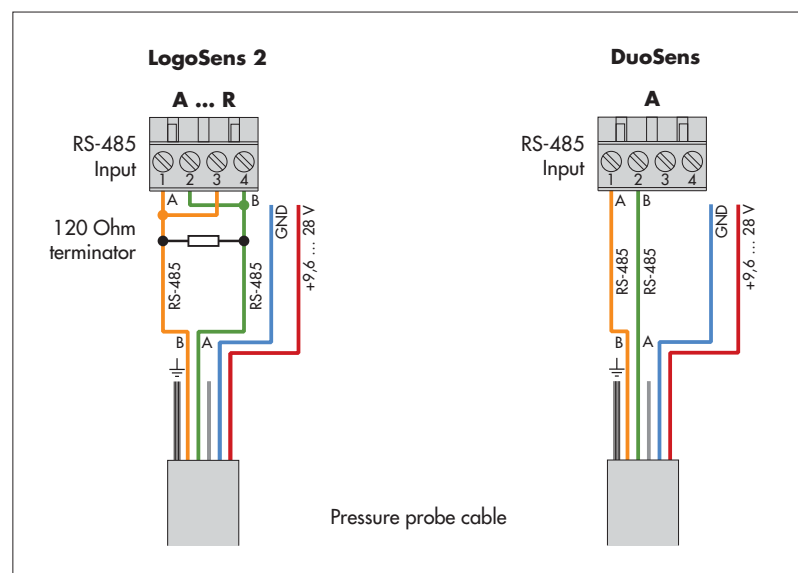 LogoSens 2
A ... R
RS-485
Input
1 2 3 4
A B
120 Ohm
terminator
RS-485
RS-485
GND
+9,6 ... 28 V
B A
DuoSens
A
RS-485
Input
1 2 3 4
A B
RS-485
RS-485
GND
+9,6 ... 28 V
B A
Pressure probe cable